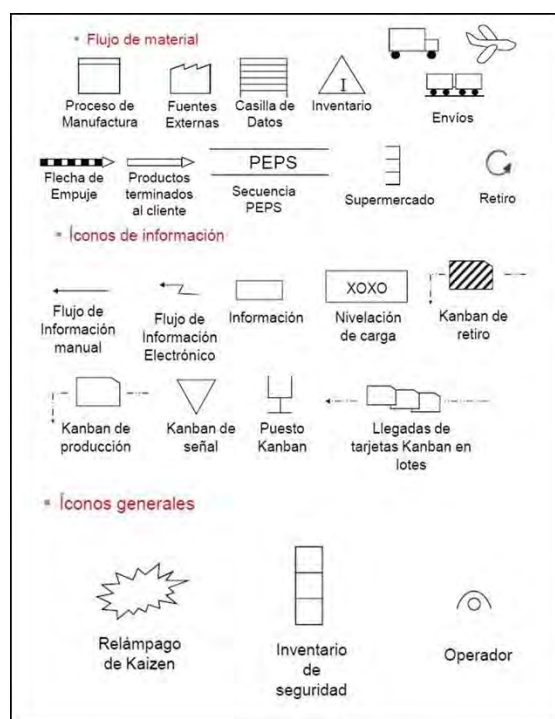 Flujo de material
Proceso de
Manufactura
Fuentes
Externas
Casilla de
Datos
I
Inventario
Envíos
Flecha de
Empuje
Productos
terminados
al cliente
PEPS
Secuencia
PEPS
Supermercado
Retiro
Íconos de información
Flujo de
Información
manual
Flujo de
Información
Electrónico
Información
XOXO
Nivelación
de carga
Kanban de
retiro
Kanban de
producción
Kanban de
señal
Puesto
Kanban
Llegadas de
tarjetas Kanban en
lotes
Íconos generales
Relámpago
de Kaizen
Inventario
de
seguridad
Operador